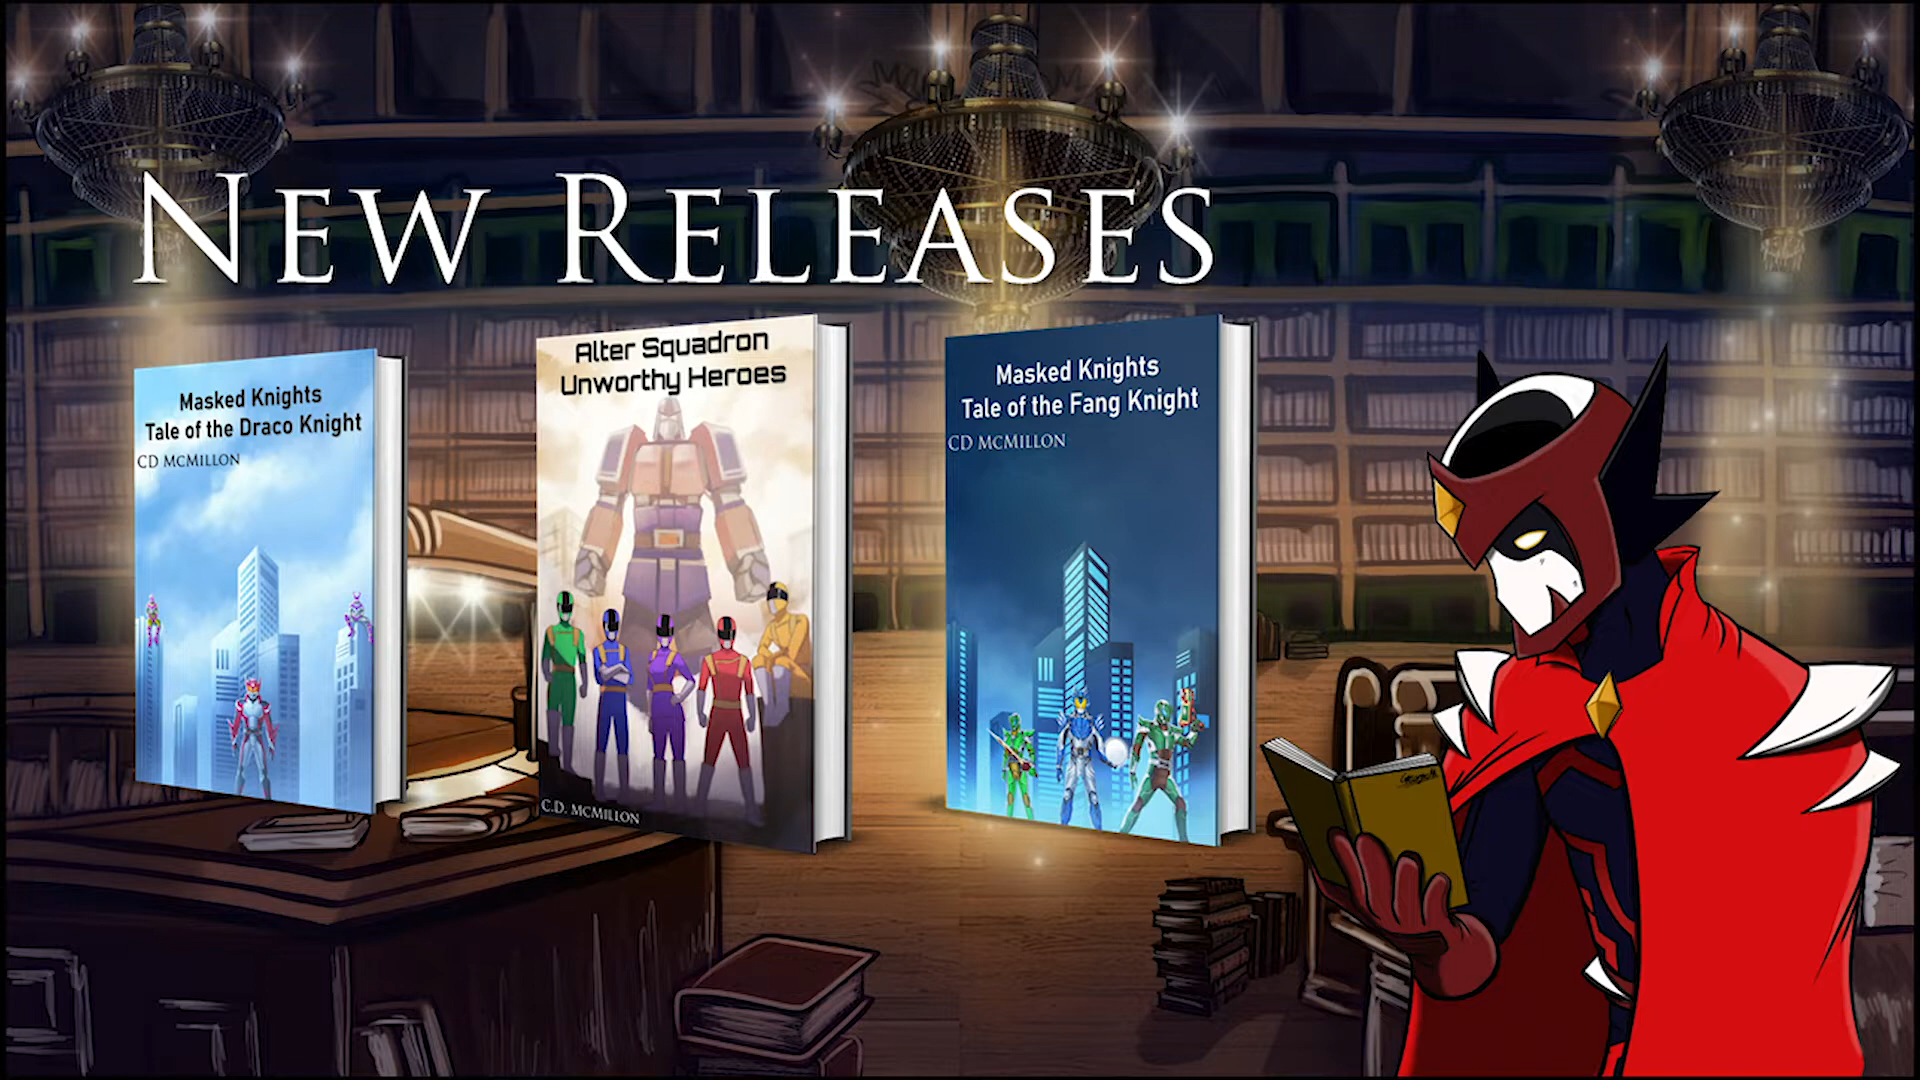 New Releases
Masked Knights
Tale of the Draco Knight
CD McMillon
Alter Squadron
Unworthy Heroes
C.D. McMillon
Masked Knights
Tale of the Fang Knight
CD McMillon